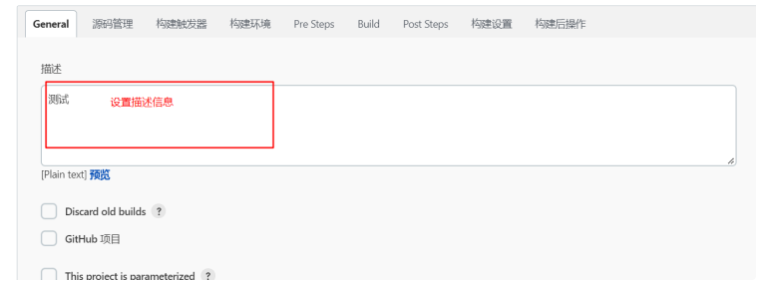 General 源码管理 构建触发器 构建环境 Pre Steps Build Post Steps 构建设置 构建后操作
描述
测试 设置描述信息
[Plain text] 预览
Discard old builds ?
GitHub 项目
This project is parameterized ?